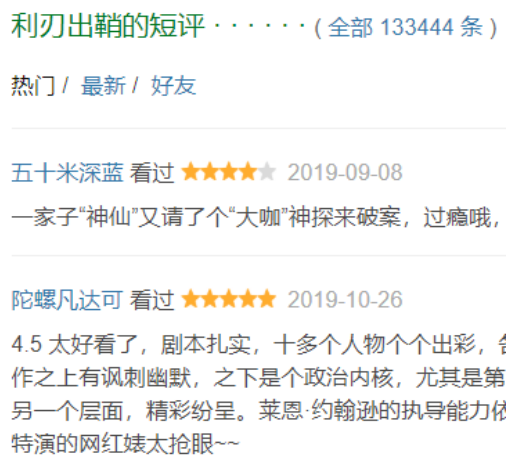 利刃出鞘的短评 · · · · · · ( 全部 133444 条 )
热门 / 最新 / 好友
五十米深蓝 看过 2019-09-08
一家子“神仙”又请了个“大咖”神探来破案，过瘾哦，
陀螺凡达可 看过 2019-10-26
4.5 太好看了，剧本扎实，十多个人物个个出彩，
作之上有讽刺幽默，之下是个政治内核，尤其是第
另一个层面，精彩纷呈。莱恩·约翰逊的执导能力依
特演的网红婊太抢眼~~